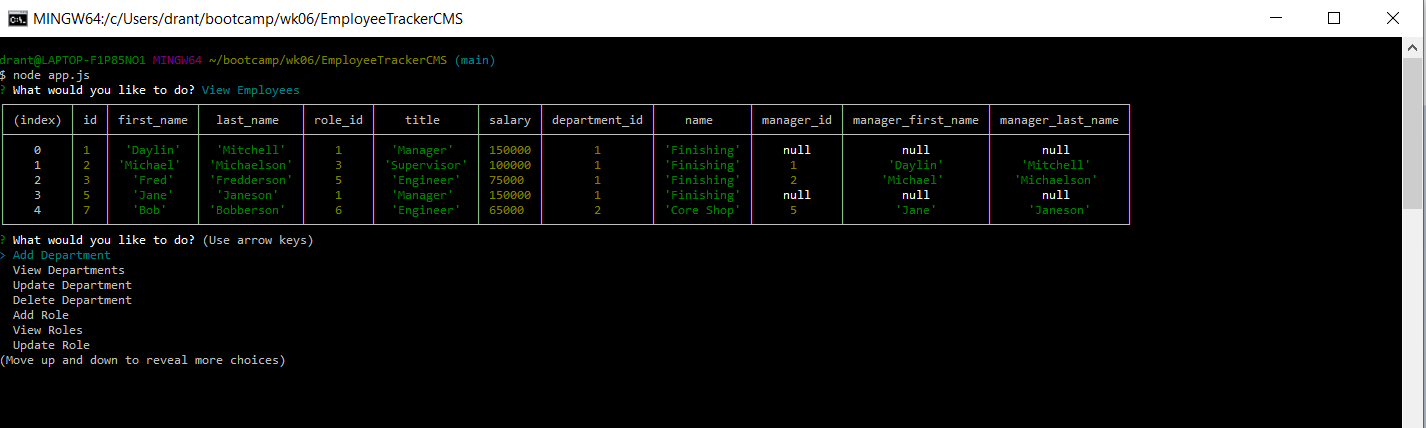 MINGW64:/c/Users/drant/bootcamp/wk06/EmployeeTrackerCMS
drant@LAPTOP-F1P85NO1 MINGW64 ~/bootcamp/wk06/EmployeeTrackerCMS (main)
$ node app.js
? What would you like to do? View Employees
(index) id first_name last_name role_id title salary department_id name manager_id manager_first_name manager_last_name
0 1 'Daylin' 'Mitchell' 1 'Manager' 150000 1 'Finishing' null null null
1 2 'Michael' 'Michaelson' 3 'Supervisor' 100000 1 'Finishing' 1 'Daylin' 'Mitchell'
2 3 'Fred' 'Fredderson' 5 'Engineer' 75000 1 'Finishing' 2 'Michael' 'Michaelson'
3 5 'Jane' 'Janeson' 1 'Manager' 150000 1 'Finishing' null null null
4 7 'Bob' 'Bobberson' 6 'Engineer' 65000 2 'Core Shop' 5 'Jane' 'Janeson'
? What would you like to do? (Use arrow keys)
> Add Department
View Departments
Update Department
Delete Department
Add Role
View Roles
Update Role
(Move up and down to reveal more choices)